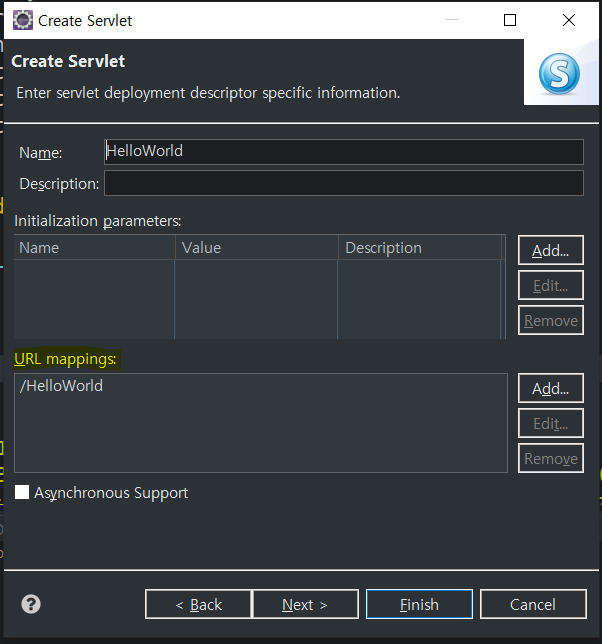 Create Servlet
Create Servlet
Enter servlet deployment descriptor specific information.
S
Name: HelloWorld
Description:
Initialization parameters:
Name Value Description
Add...
Edit...
Remove
URL mappings:
/HelloWorld
Add...
Edit...
Remove
Asynchronous Support
? < Back Next > Finish Cancel